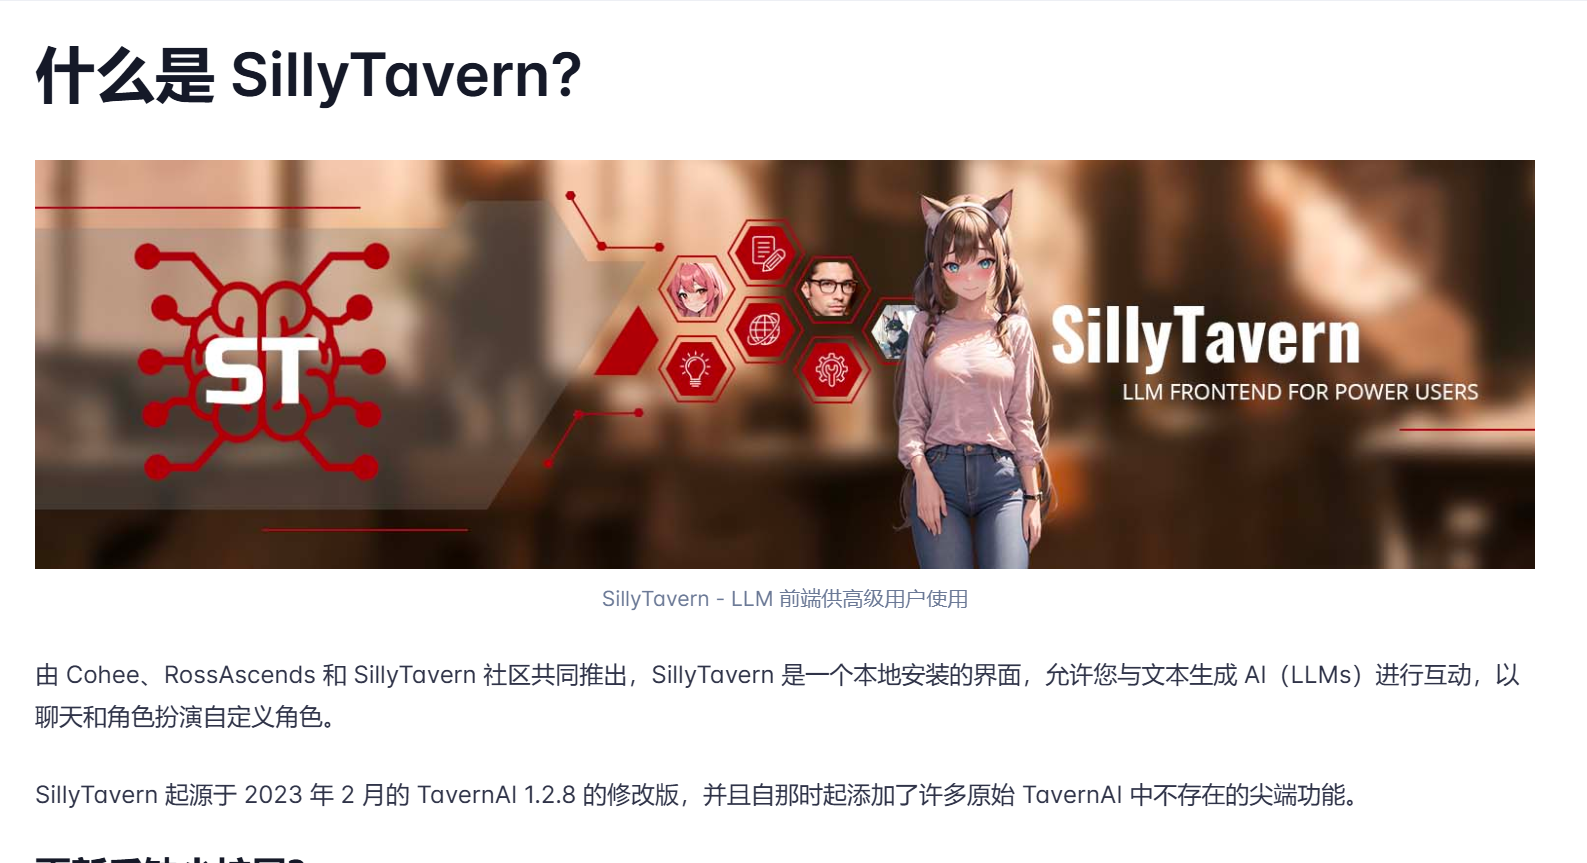 什么是 SillyTavern?
ST
SillyTavern
LLM FRONTEND FOR POWER USERS
SillyTavern - LLM 前端供高级用户使用
由 Cohee、RossAscends 和 SillyTavern 社区共同推出，SillyTavern 是一个本地安装的界面，允许您与文本生成 AI（LLMs）进行互动，以
聊天和角色扮演自定义角色。
SillyTavern 起源于 2023 年 2 月的 TavernAI 1.2.8 的修改版，并且自那时起添加了许多原始 TavernAI 中不存在的尖端功能。